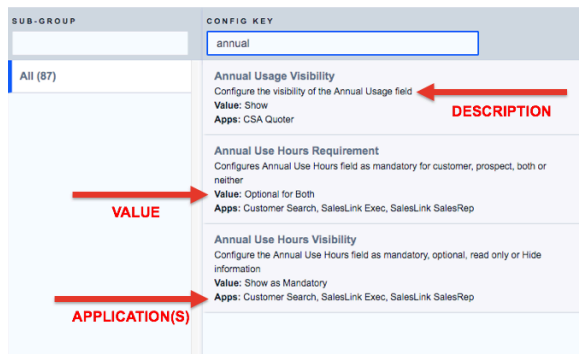 SUB-GROUP
CONFIG KEY
annual
All (87)
Annual Usage Visibility
Configure the visibility of the Annual Usage field
Value: Show
Apps: CSA Quoter
DESCRIPTION
Annual Use Hours Requirement
Configures Annual Use Hours field as mandatory for customer, prospect, both or
neither
Value: Optional for Both
Apps: Customer Search, SalesLink Exec, SalesLink SalesRep
VALUE
Annual Use Hours Visibility
Configure the Annual Use Hours field as mandatory, optional, read only or Hide
information
Value: Show as Mandatory
Apps: Customer Search, SalesLink Exec, SalesLink SalesRep
APPLICATION(S)